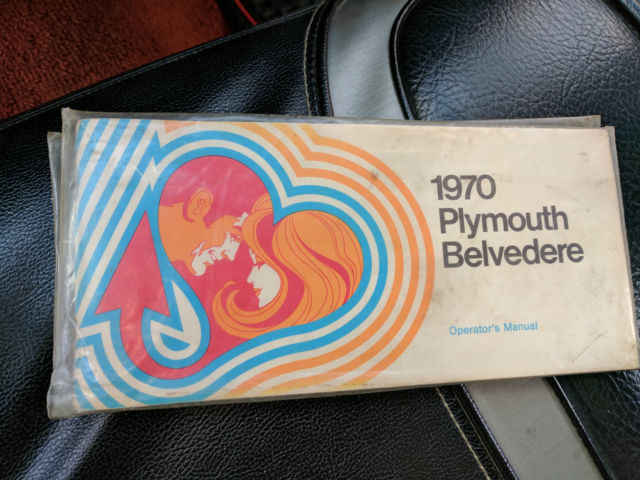 1970
Plymouth
Belvedere
Operator's Manual